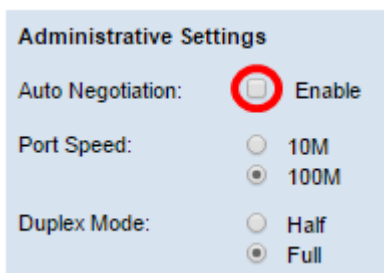 Administrative Settings
Auto Negotiation: Enable
Port Speed: 10M
100M
Duplex Mode: Half
Full